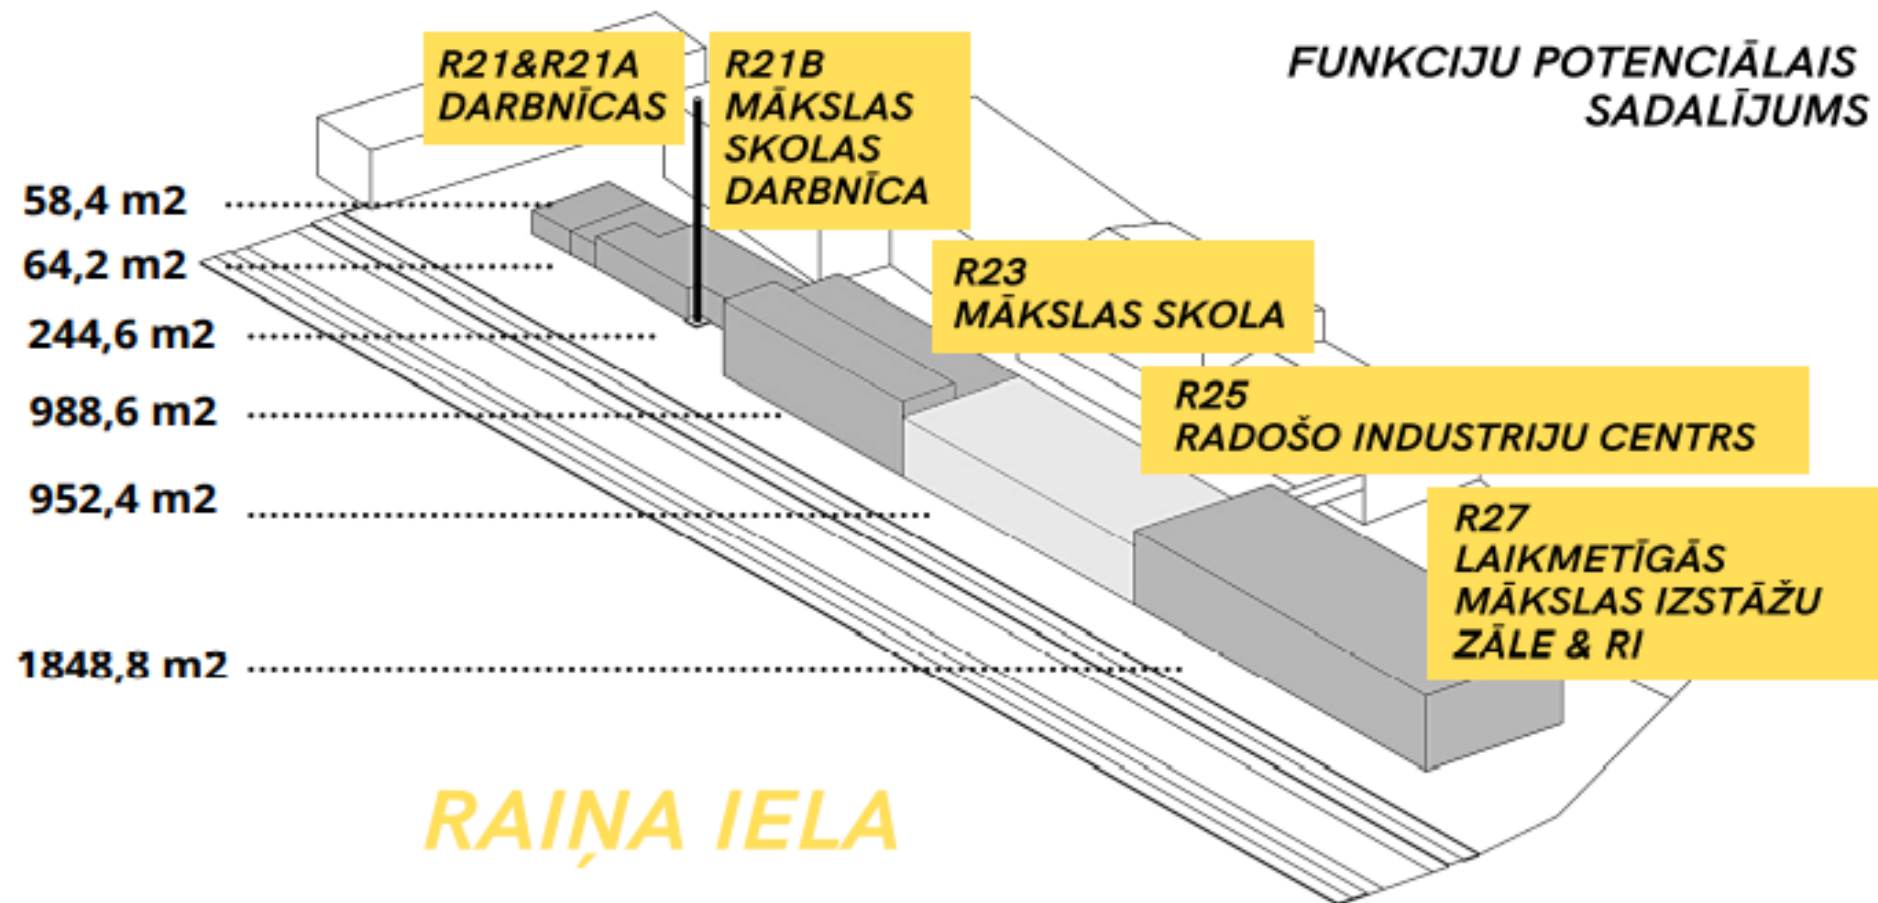 FUNKCIJU POTENCIĀLAIS
SADALĪJUMS
R21&R21A
DARBNĪCAS
R21B
MĀKSLAS
SKOLAS
DARBNĪCA
R23
MĀKSLAS SKOLA
R25
RADOŠO INDUSTRIJU CENTRS
R27
LAIKMETĪGĀS
MĀKSLAS IZSTĀŽU
ZĀLE & RI
58,4 m2
64,2 m2
244,6 m2
988,6 m2
952,4 m2
1848,8 m2
RAIŅA IELA